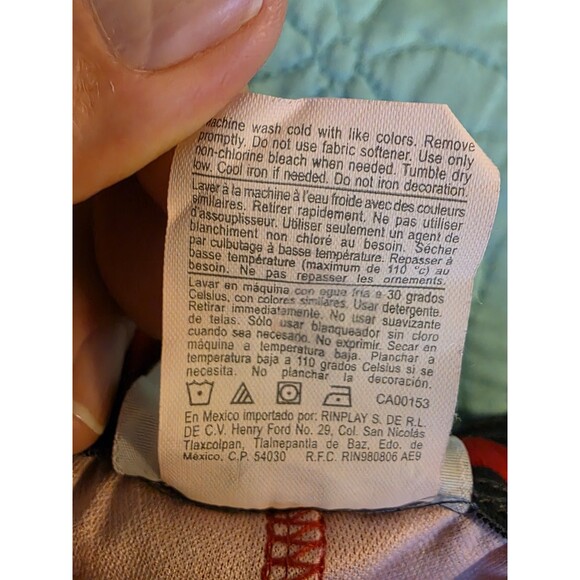 machine wash cold with like colors. Remove
promptly. Do not use fabric softener. Use only
non-chlorine bleach when needed. Tumble dry
low. Cool iron if needed. Do not iron decoration.
Laver à la machine à l'eau froide avec des couleurs
similaires. Retirer rapidement. Ne pas utiliser
d'assouplisseur. Utiliser seulement un agent de
blanchiment non chloré au besoin. Sécher
par culbutage à basse température. Repasser à
basse température (maximum de 110 °c) au
besoin. Ne pas repasser les ornements.
Lavar en máquina con agua fria a 30 grados
Celsius, con colores similares. Usar detergente.
Retirar immediatamente. No usar suavizante
de telas. Sólo usar blanqueador sin cloro
cuando sea necesario. No exprimir. Secar en
máquina a temperatura baja. Planchar a
temperatura baja a 110 grados Celsius si se
necesita. No planchar la decoración.
CA00153
En Mexico importado por: RINPLAY S. DE R.L.
DE C.V. Henry Ford No. 29, Col. San Nicolás
Tlaxcolpan, Tlalnepantla de Baz, Edo. de
México, C.P. 54030 R.F.C. RIN980806 AE9